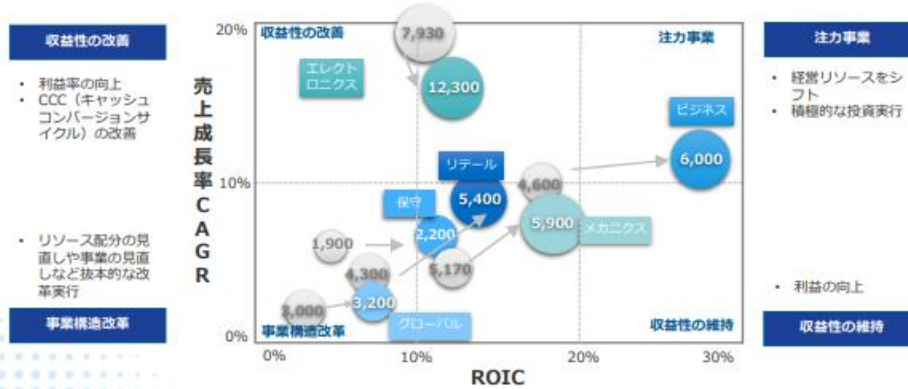 収益性の改善
• 利益率の向上
• CCC（キャッシュ
コンバージョンサ
イクル）の改善
• リソース配分の見
直しや事業の見直
しなど抜本的な改
革実行
事業構造改革
売上成長率CAGR
20%
10%
0%
収益性の改善
注力事業
7,930
エレクト
ロニクス
12,300
ビジネス
6,000
リテール
4,600
5,400
保守
2,200
5,900
メカニクス
1,900
4,300
5,170
3,000
3,200
グローバル
事業構造改革
収益性の維持
0%
10%
20%
30%
ROIC
注力事業
• 経営リソースをシ
フト
• 積極的な投資実行
• 利益の向上
収益性の維持